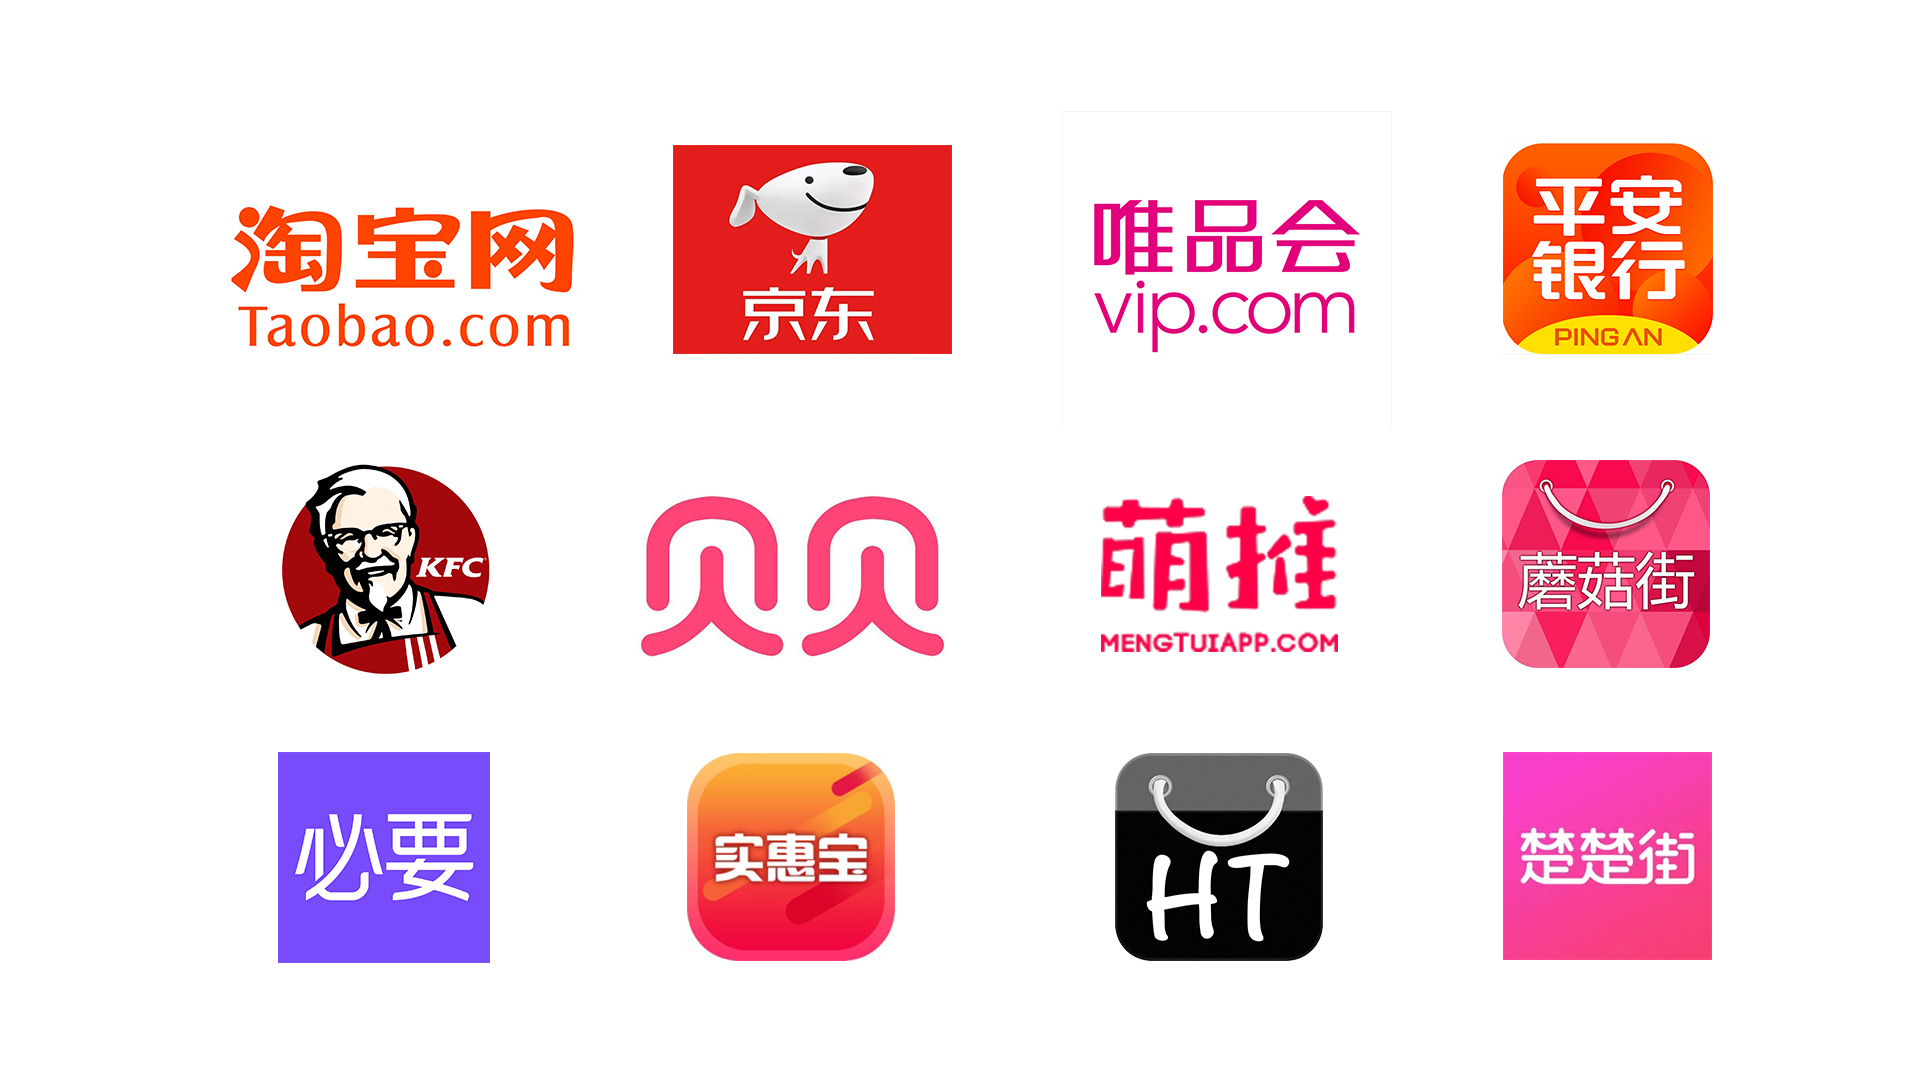 淘宝网
Taobao.com
京东
唯品会
vip.com
平安
银行
PINGAN
KFC
贝贝
萌推
MENGTUIAPP.COM
蘑菇街
必要
实惠宝
HT
楚楚街